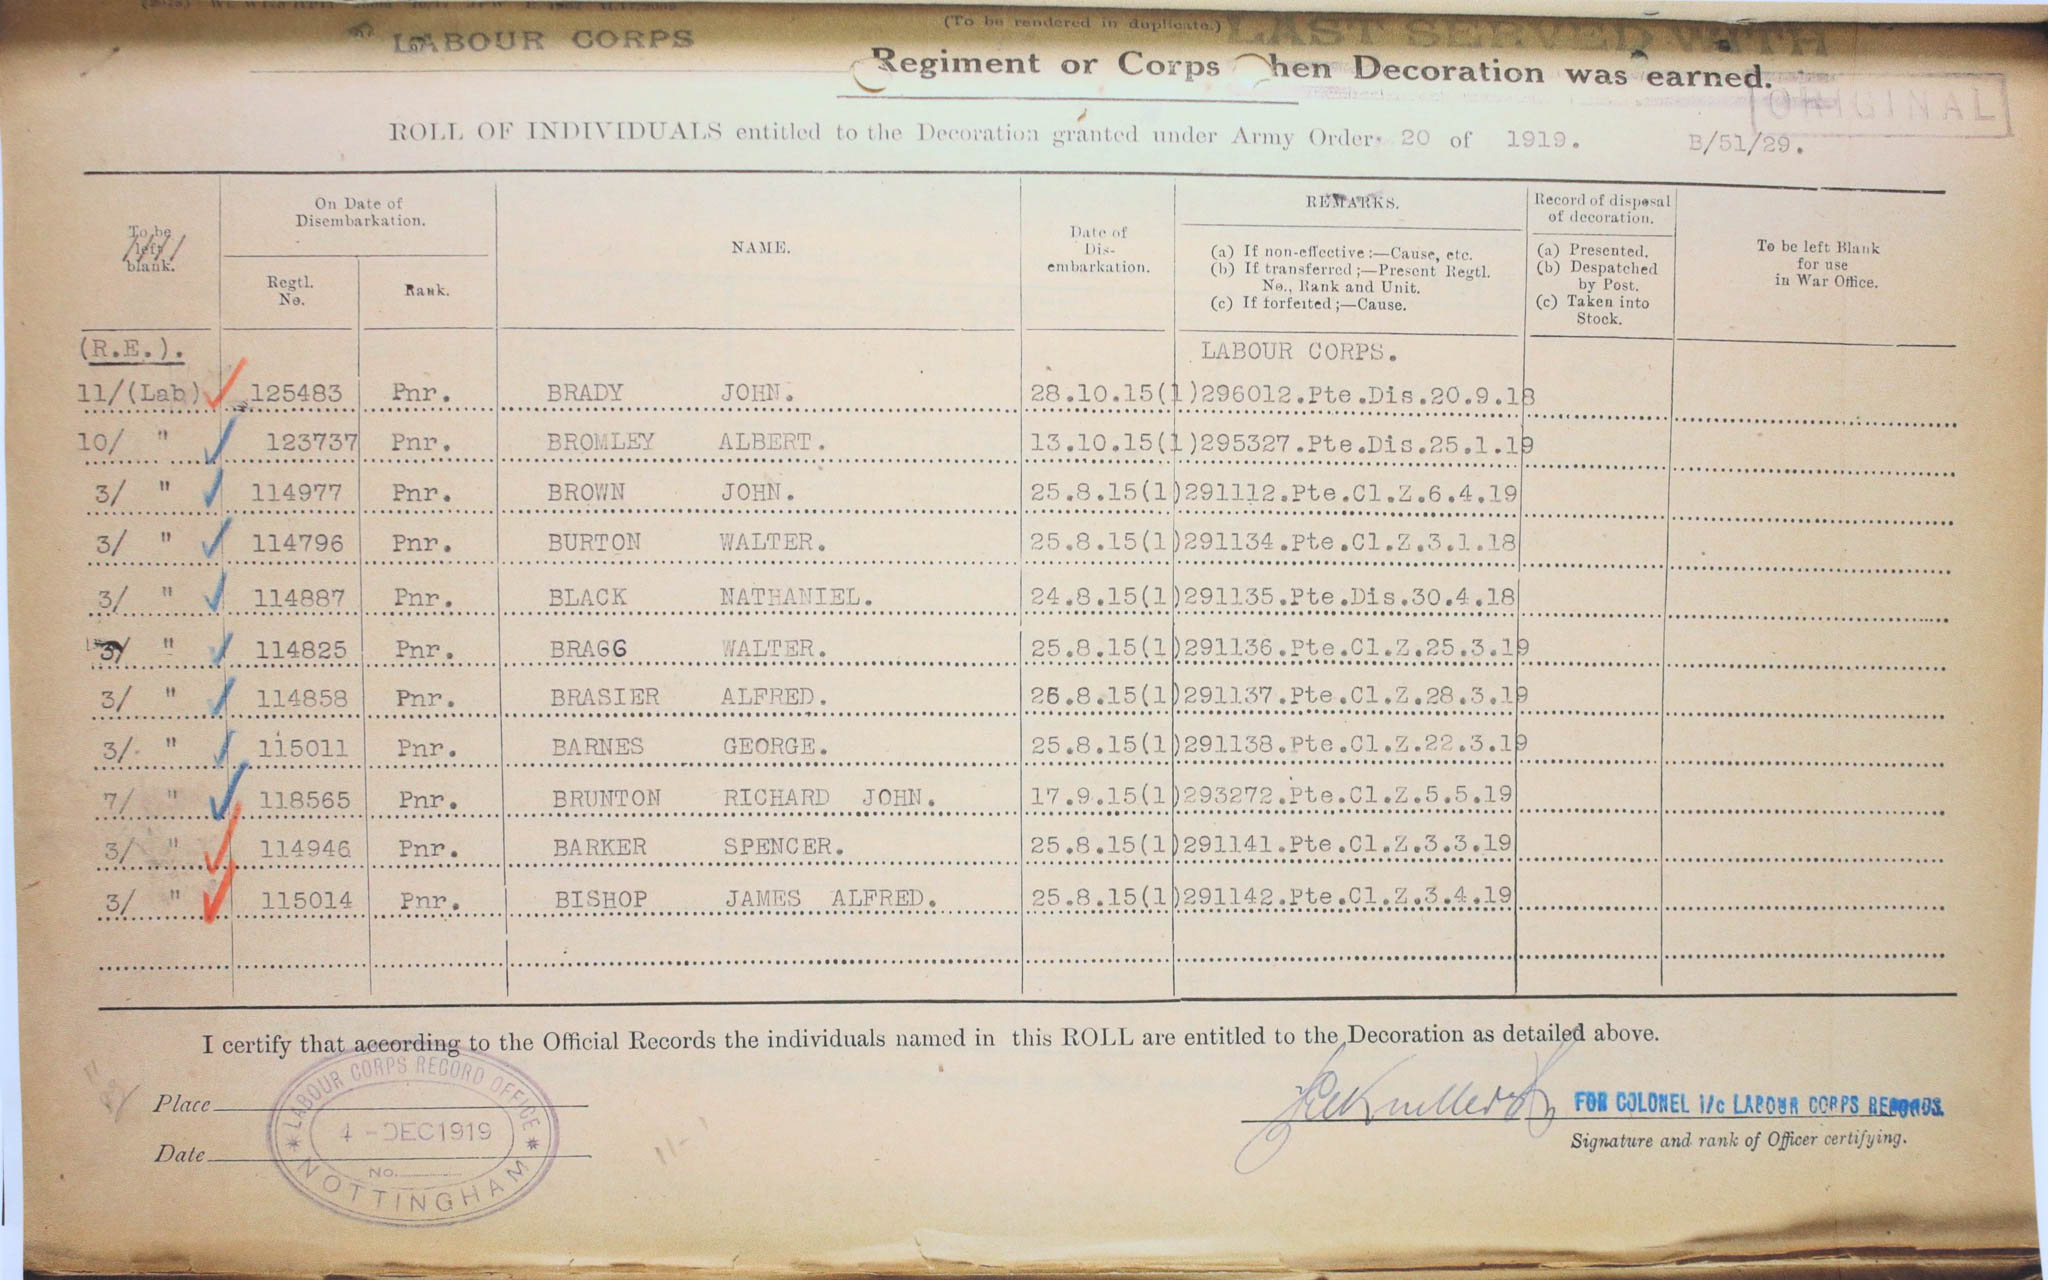 (To be rendered in duplicate.)
LABOUR CORPS
LAST SERVED WITH
Regiment or Corps hen Decoration was earned.
ORIGINAL
ROLL OF INDIVIDUALS entitled to the Decoration granted under Army Order 20 of 1919. B/51/29.
To be left blank.
On Date of Disembarkation.
Regtl. No.
Rank.
NAME.
Date of Dis-embarkation.
REMARKS.
(a) If non-effective:—Cause, etc.
(b) If transferred;—Present Regtl. No., Rank and Unit.
(c) If forfeited;—Cause.
Record of disposal of decoration.
(a) Presented.
(b) Despatched by Post.
(c) Taken into Stock.
To be left Blank for use in War Office.
(R.E.). LABOUR CORPS.
11/(Lab) 125483 Pnr. BRADY JOHN. 28.10.15(1)296012.Pte.Dis.20.9.18
10/ " 123737 Pnr. BROMLEY ALBERT. 13.10.15(1)295327.Pte.Dis.25.1.19
3/ " 114977 Pnr. BROWN JOHN. 25.8.15(1)291112.Pte.Cl.Z.6.4.19
3/ " 114796 Pnr. BURTON WALTER. 25.8.15(1)291134.Pte.Cl.Z.3.1.18
3/ " 114887 Pnr. BLACK NATHANIEL. 24.8.15(1)291135.Pte.Dis.30.4.18
3/ " 114825 Pnr. BRAGG WALTER. 25.8.15(1)291136.Pte.Cl.Z.25.3.19
3/ " 114858 Pnr. BRASIER ALFRED. 25.8.15(1)291137.Pte.Cl.Z.28.3.19
3/ " 115011 Pnr. BARNES GEORGE. 25.8.15(1)291138.Pte.Cl.Z.22.3.19
7/ " 118565 Pnr. BRUNTON RICHARD JOHN. 17.9.15(1)293272.Pte.Cl.Z.5.5.19
3/ " 114946 Pnr. BARKER SPENCER. 25.8.15(1)291141.Pte.Cl.Z.3.3.19
3/ " 115014 Pnr. BISHOP JAMES ALFRED. 25.8.15(1)291142.Pte.Cl.Z.3.4.19
I certify that according to the Official Records the individuals named in this ROLL are entitled to the Decoration as detailed above.
Place
Date
LABOUR CORPS RECORD OFFICE
4 - DEC 1919
No.
NOTTINGHAM
FOR COLONEL i/c LABOUR CORPS RECORDS.
Signature and rank of Officer certifying.